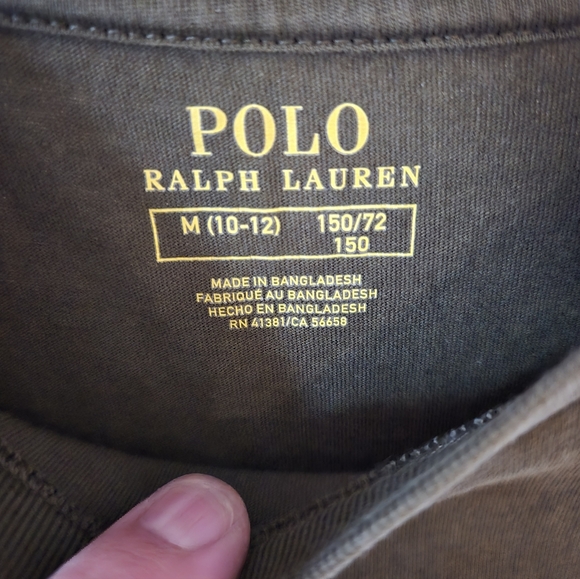 POLO
RALPH LAUREN
M (10-12) 150/72
150
MADE IN BANGLADESH
FABRIQUÉ AU BANGLADESH
HECHO EN BANGLADESH
RN 41381/CA 56658